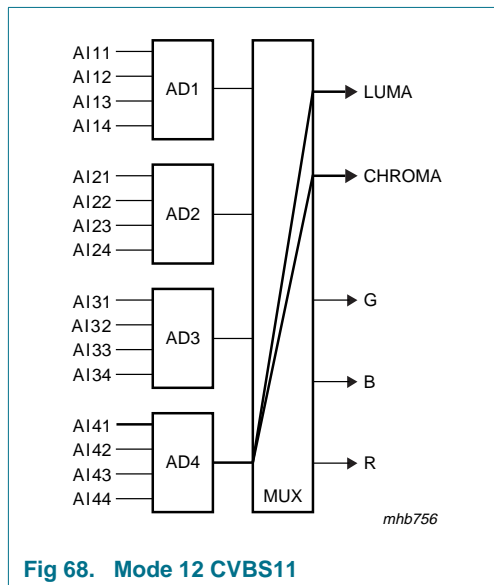 AI11
AI12
AI13
AI14
AD1
AI21
AI22
AI23
AI24
AD2
AI31
AI32
AI33
AI34
AD3
AI41
AI42
AI43
AI44
AD4
MUX
LUMA
CHROMA
G
B
R
mhb756
Fig 68. Mode 12 CVBS11